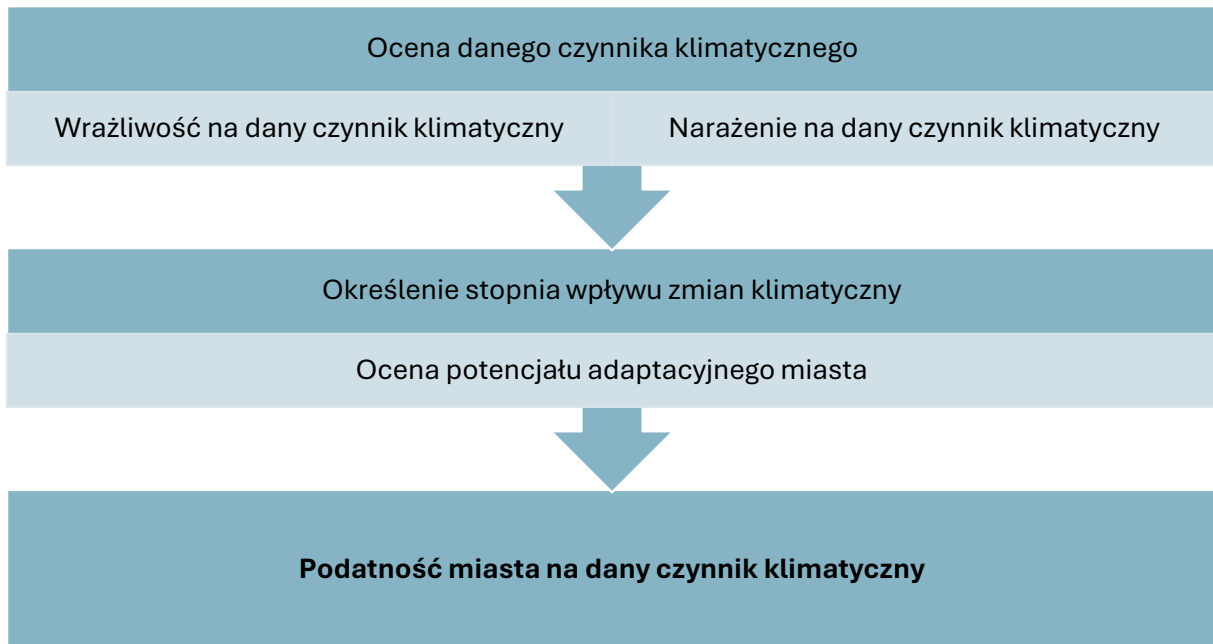 Ocena danego czynnika klimatycznego
Wrażliwość na dany czynnik klimatyczny
Narażenie na dany czynnik klimatyczny
Określenie stopnia wpływu zmian klimatyczny
Ocena potencjału adaptacyjnego miasta
Podatność miasta na dany czynnik klimatyczny